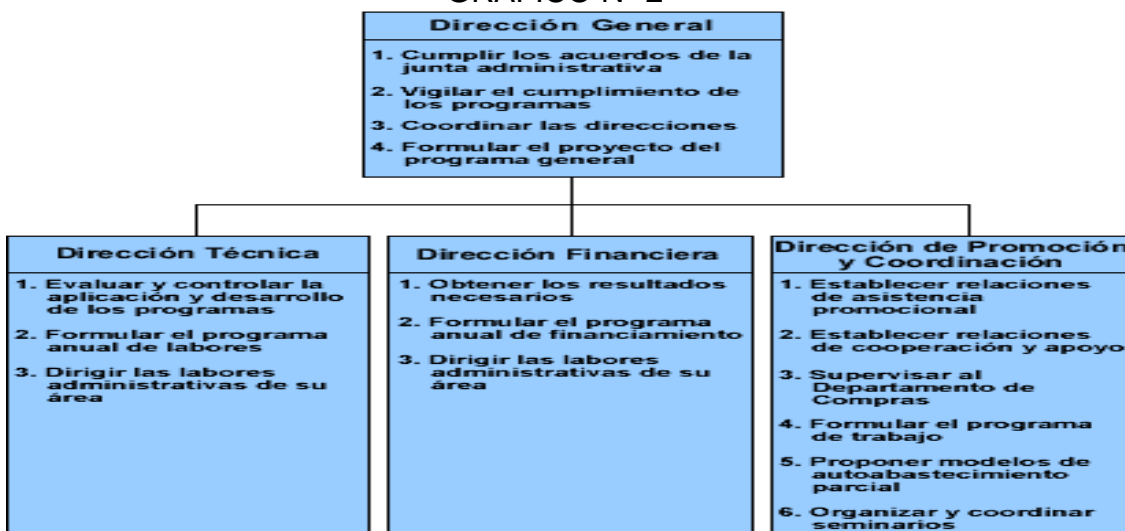 GRÁFICO Nº 2
Dirección General
1. Cumplir los acuerdos de la
junta administrativa
2. Vigilar el cumplimiento de
los programas
3. Coordinar las direcciones
4. Formular el proyecto del
programa general
Dirección Técnica
1. Evaluar y controlar la
aplicación y desarrollo
de los programas
2. Formular el programa
anual de labores
3. Dirigir las labores
administrativas de su
área
Dirección Financiera
1. Obtener los resultados
necesarios
2. Formular el programa
anual de financiamiento
3. Dirigir las labores
administrativas de su
área
Dirección de Promoción
y Coordinación
1. Establecer relaciones
de asistencia
promocional
2. Establecer relaciones
de cooperación y apoyo
3. Supervisar al
Departamento de
Compras
4. Formular el programa
de trabajo
5. Proponer modelos de
autoabastecimiento
parcial
6. Organizar y coordinar
seminarios